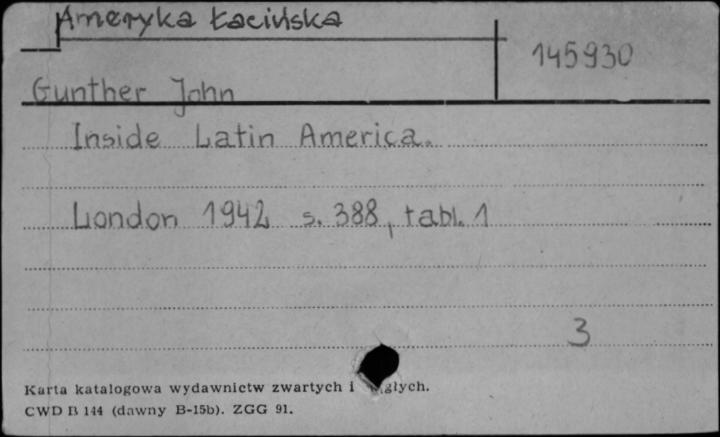 Ameryka Łacińska
145930
Gunther John
Inside Latin America.
London 1942 s. 388, tabl. 1
3
Karta katalogowa wydawnictw zwartych i
CWD B 144 (dawny B-15b). ZGG 91.